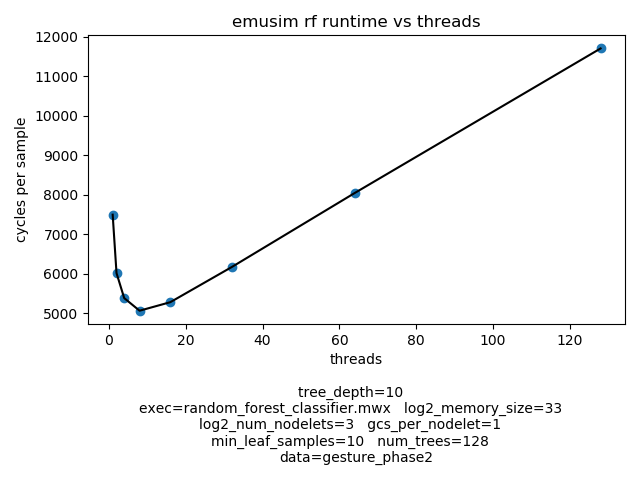 emusim rf runtime vs threads
12000
11000
10000
9000
8000
7000
6000
5000
cycles per sample
0 20 40 60 80 100 120
threads
tree_depth=10
exec=random_forest_classifier.mwx log2_memory_size=33
log2_num_nodelets=3 gcs_per_nodelet=1
min_leaf_samples=10 num_trees=128
data=gesture_phase2